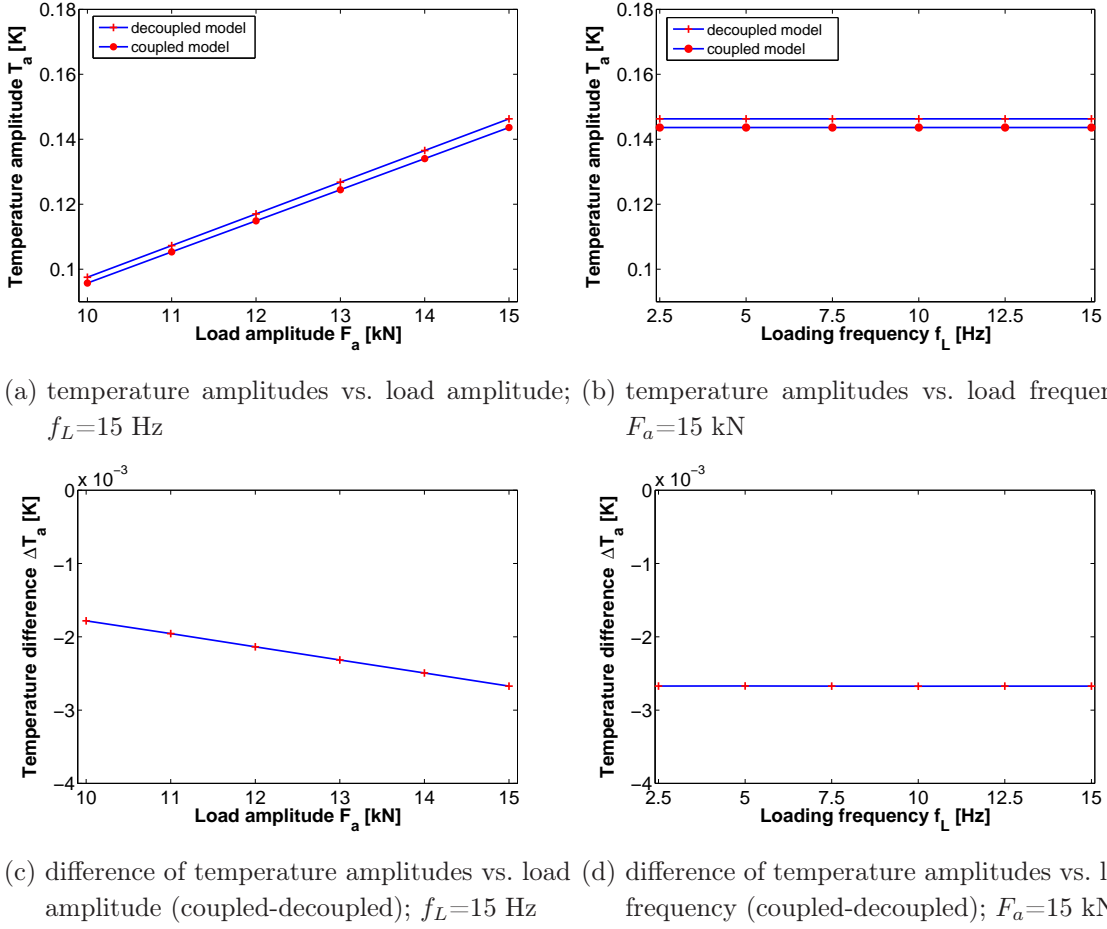 0.18
0.16
0.14
0.12
0.1
10 11 12 13 14 15
Load amplitude F_a [kN]
Temperature amplitude T_a [K]
decoupled model
coupled model
0.18
0.16
0.14
0.12
0.1
2.5 5 7.5 10 12.5 15
Loading frequency f_L [Hz]
Temperature amplitude T_a [K]
decoupled model
coupled model
(a) temperature amplitudes vs. load amplitude;
f_L=15 Hz
(b) temperature amplitudes vs. load frequen
F_a=15 kN
x 10⁻³
0
−1
−2
−3
−4
10 11 12 13 14 15
Load amplitude F_a [kN]
Temperature difference ΔT_a [K]
x 10⁻³
0
−1
−2
−3
−4
2.5 5 7.5 10 12.5 15
Loading frequency f_L [Hz]
Temperature difference ΔT_a [K]
(c) difference of temperature amplitudes vs. load
amplitude (coupled-decoupled); f_L=15 Hz
(d) difference of temperature amplitudes vs. l
frequency (coupled-decoupled); F_a=15 kN